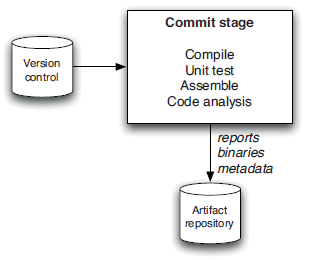 Commit stage
Version
control
Compile
Unit test
Assemble
Code analysis
reports
binaries
metadata
Artifact
repository